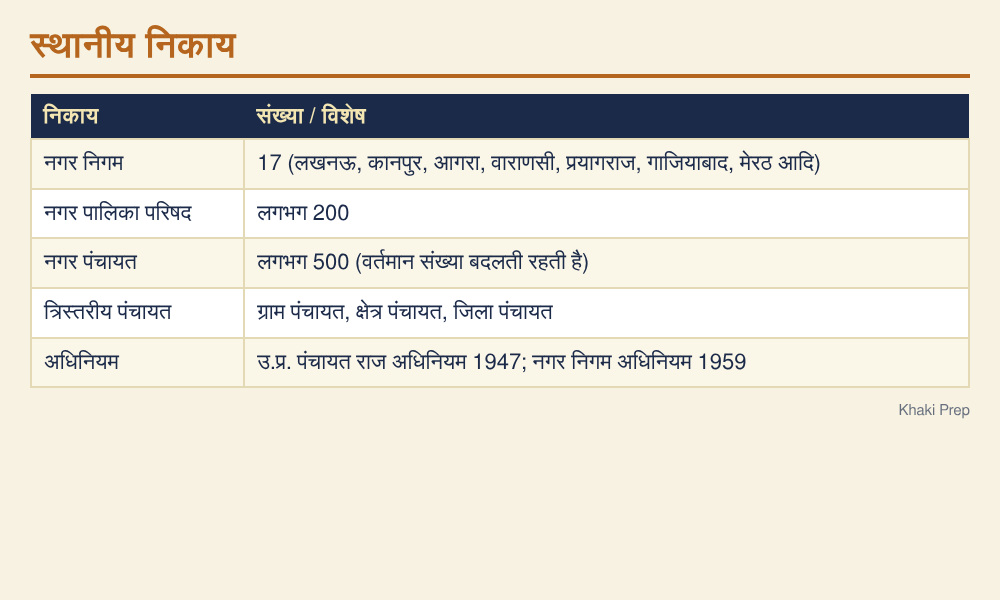 स्थानीय निकाय
निकाय संख्या / विशेष
नगर निगम 17 (लखनऊ, कानपुर, आगरा, वाराणसी, प्रयागराज, गाजियाबाद, मेरठ आदि)
नगर पालिका परिषद लगभग 200
नगर पंचायत लगभग 500 (वर्तमान संख्या बदलती रहती है)
त्रिस्तरीय पंचायत ग्राम पंचायत, क्षेत्र पंचायत, जिला पंचायत
अधिनियम उ.प्र. पंचायत राज अधिनियम 1947; नगर निगम अधिनियम 1959
Khaki Prep